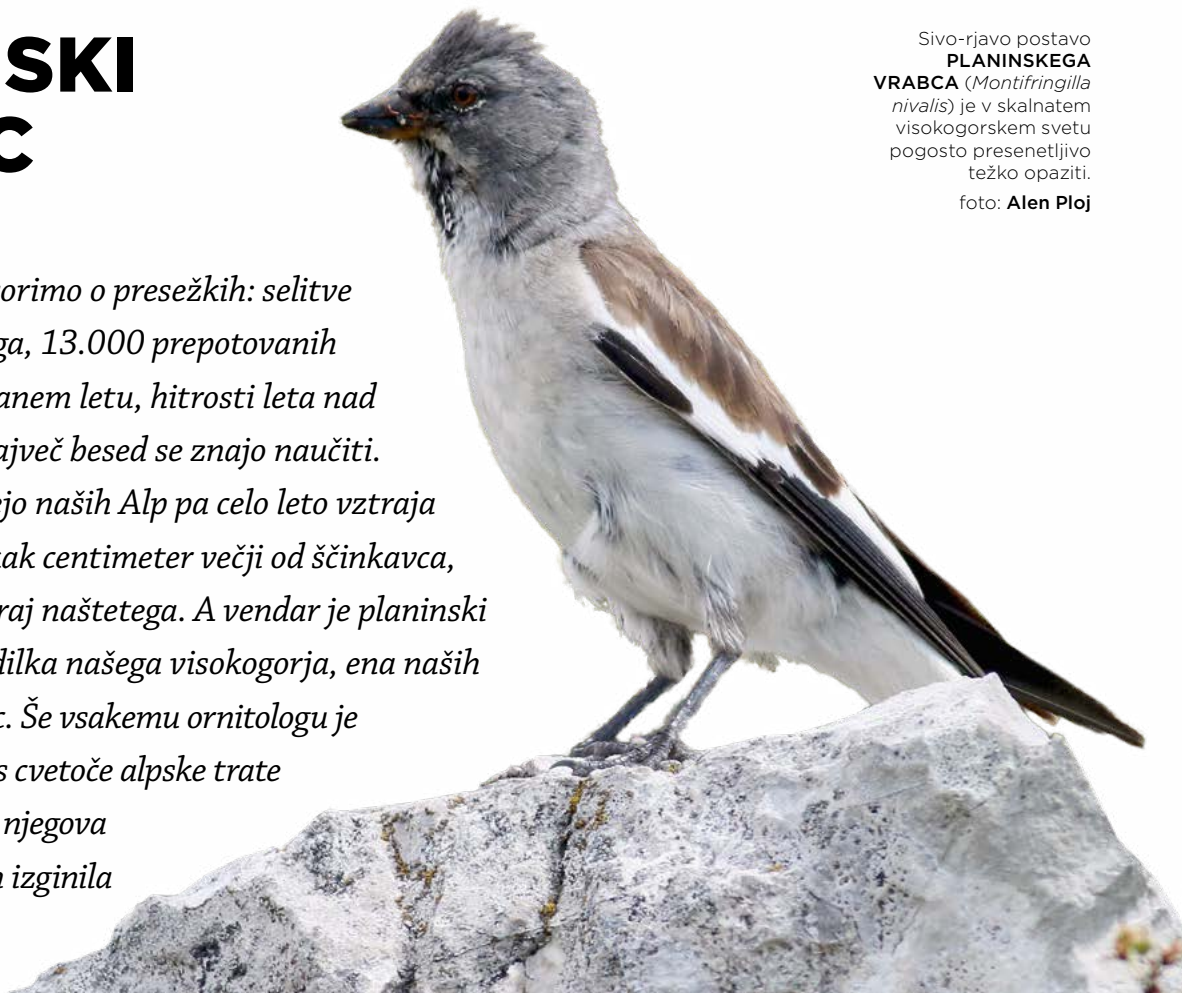 SKI
C
Sivo-rjavo postavo
PLANINSKEGA
VRABCA (Montifringilla
nivalis) je v skalnatem
visokogorskem svetu
pogosto presenetljivo
težko opaziti.
foto: Alen Ploj
orimo o presežkih: selitve
ga, 13.000 prepotovanih
anem letu, hitrosti leta nad
ajveč besed se znajo naučiti.
jo naših Alp pa celo leto vztraja
ak centimeter večji od ščinkavca,
raj naštetega. A vendar je planinski
dilka našega visokogorja, ena naših
Še vsakemu ornitologu je
s cvetoče alpske trate
njegova
izginila